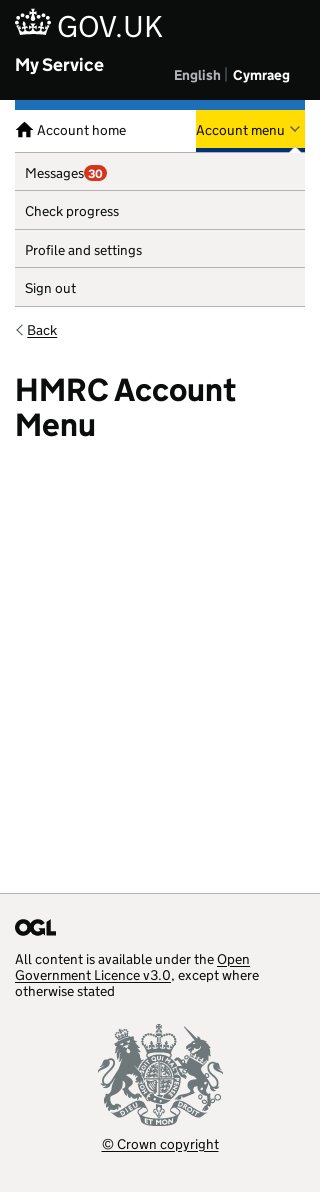 GOV.UK
My Service
English | Cymraeg
Account home
Account menu
Messages 30
Check progress
Profile and settings
Sign out
Back
HMRC Account
Menu
OGL
All content is available under the Open
Government Licence v3.0, except where
otherwise stated
DIEU ET MON DROIT
© Crown copyright